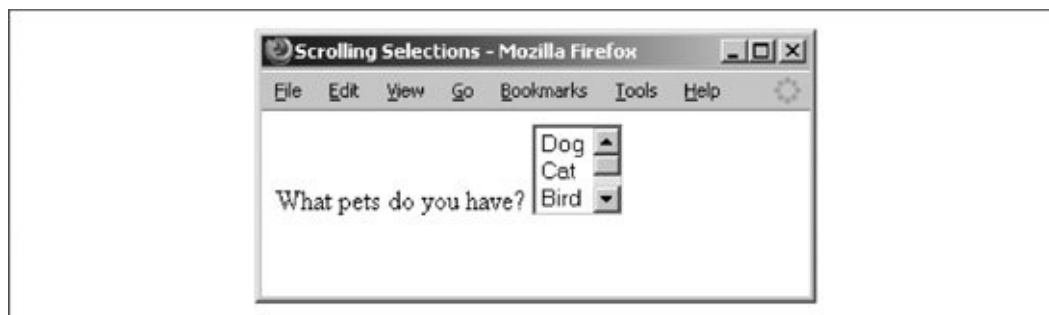 Scrolling Selections - Mozilla Firefox
File Edit View Go Bookmarks Tools Help
Dog
Cat
What pets do you have? Bird